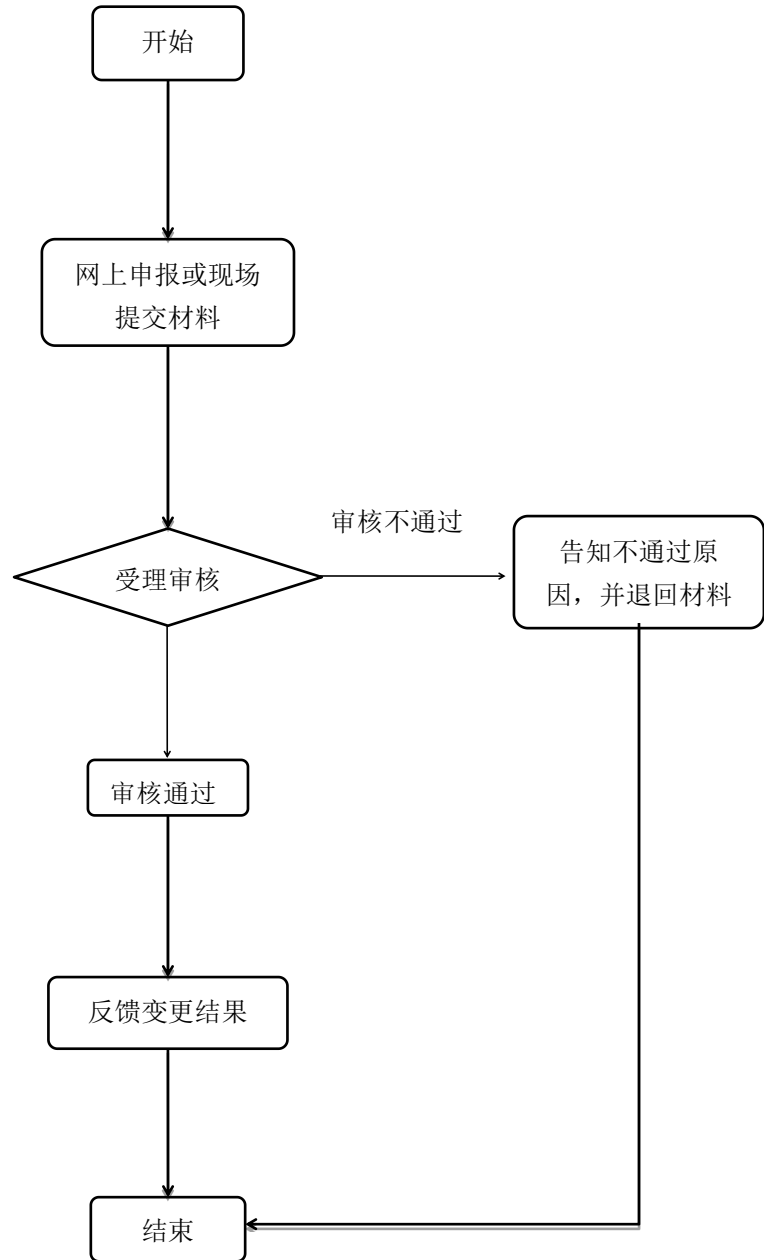 开始
网上申报或现场
提交材料
审核不通过
告知不通过原
因，并退回材料
受理审核
审核通过
反馈变更结果
结束